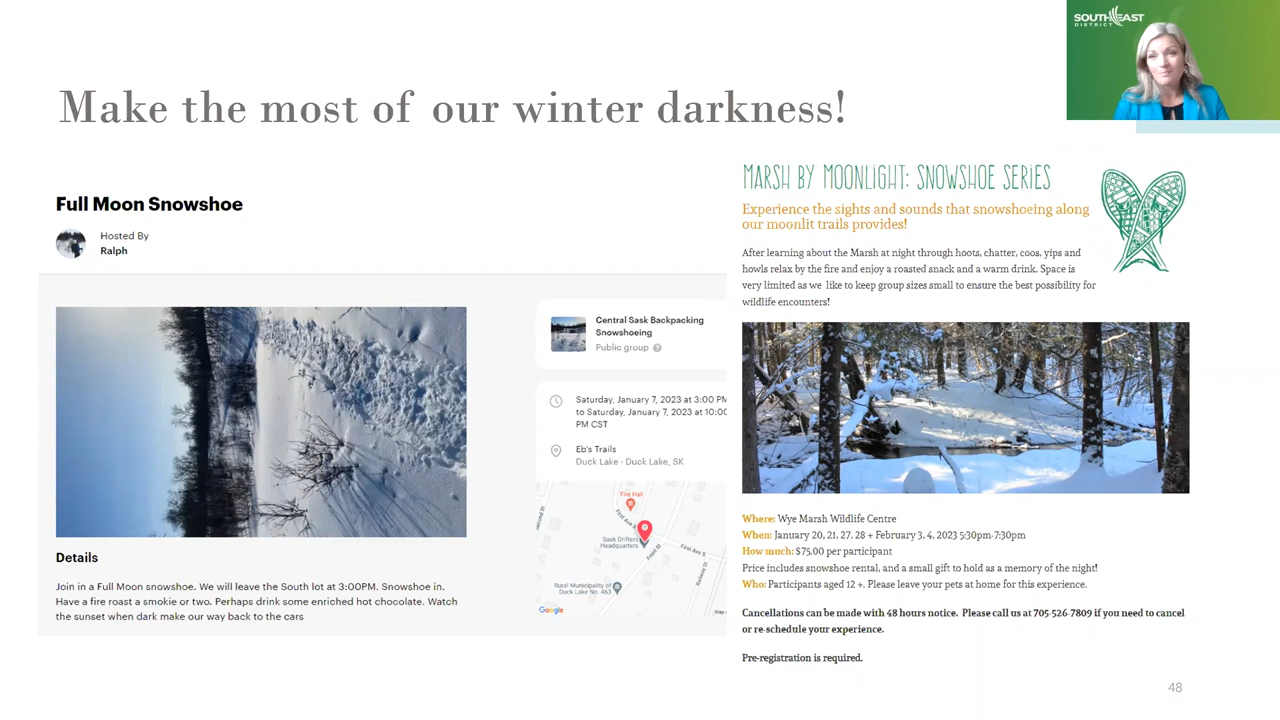 SOUTH EAST
DISTRICT
Make the most of our winter darkness!
Full Moon Snowshoe
Hosted By
Ralph
Central Sask Backpacking
Snowshoeing
Public group
Saturday, January 7, 2023 at 3:00 PM
to Saturday, January 7, 2023 at 10:00
PM CST
Eb's Trails
Duck Lake · Duck Lake, SK
Fire Hall
First Ave
Sask Drifters
Headquarters
Front St
First Ave S
Railway St
Rural Municipality of
Duck Lake No. 463
Google
Details
Join in a Full Moon snowshoe. We will leave the South lot at 3:00PM. Snowshoe in.
Have a fire roast a smokie or two. Perhaps drink some enriched hot chocolate. Watch
the sunset when dark make our way back to the cars
MARSH BY MOONLIGHT: SNOWSHOE SERIES
Experience the sights and sounds that snowshoeing along
our moonlit trails provides!
After learning about the Marsh at night through hoots, chatter, coos, yips and
howls relax by the fire and enjoy a roasted snack and a warm drink. Space is
very limited as we like to keep group sizes small to ensure the best possibility for
wildlife encounters!
Where: Wye Marsh Wildlife Centre
When: January 20, 21, 27. 28 + February 3, 4, 2023 5:30pm-7:30pm
How much: $75.00 per participant
Price includes snowshoe rental, and a small gift to hold as a memory of the night!
Who: Participants aged 12 +. Please leave your pets at home for this experience.
Cancellations can be made with 48 hours notice. Please call us at 705-526-7809 if you need to cancel
or re-schedule your experience.
Pre-registration is required.
48